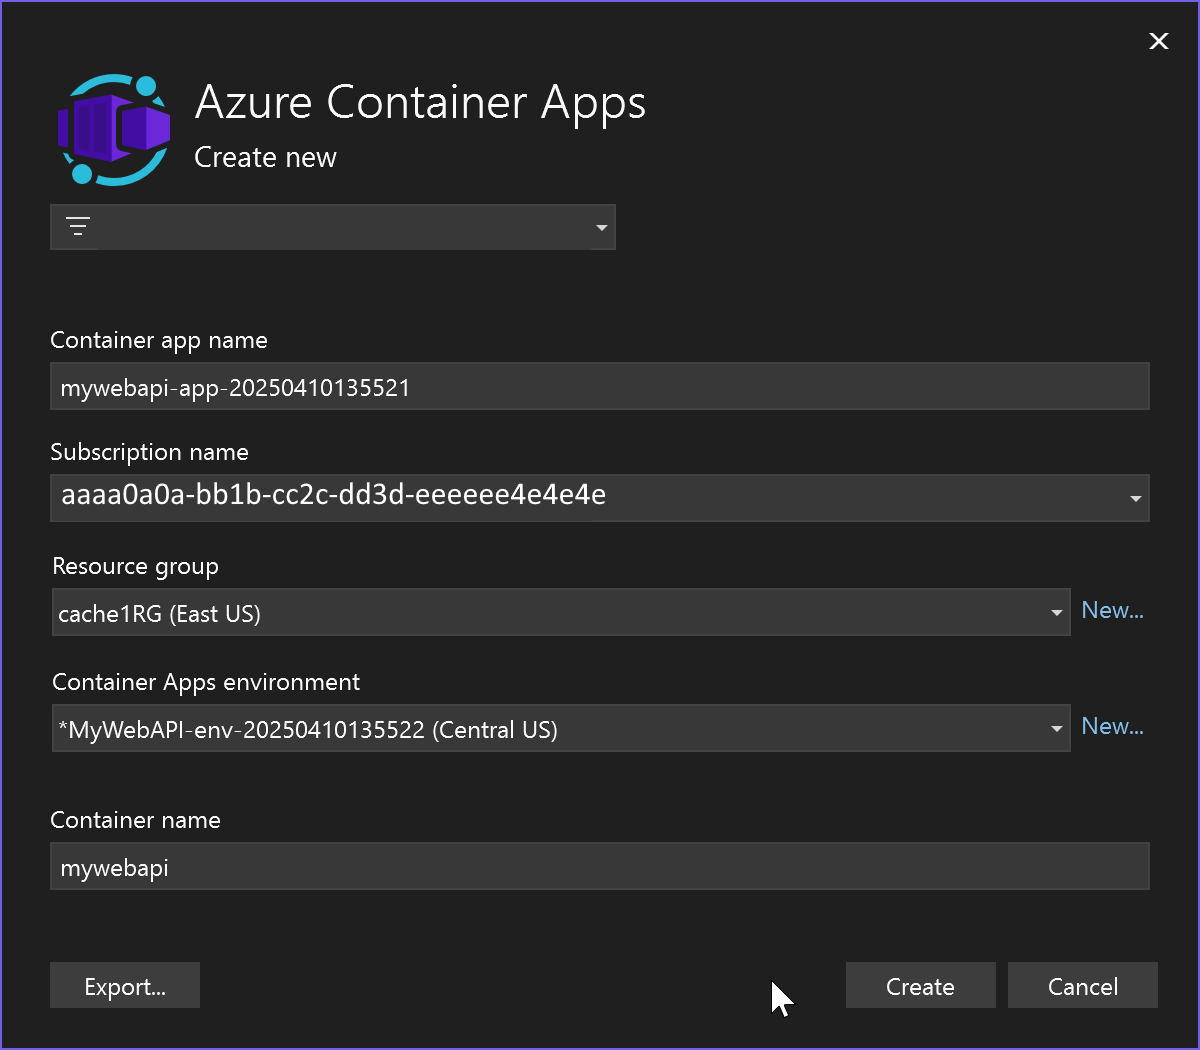 Azure Container Apps
Create new
Container app name
mywebapi-app-20250410135521
Subscription name
aaaa0a0a-bb1b-cc2c-dd3d-eeeeee4e4e4e
Resource group
cache1RG (East US)
New...
Container Apps environment
*MyWebAPI-env-20250410135522 (Central US)
New...
Container name
mywebapi
Export...
Create
Cancel